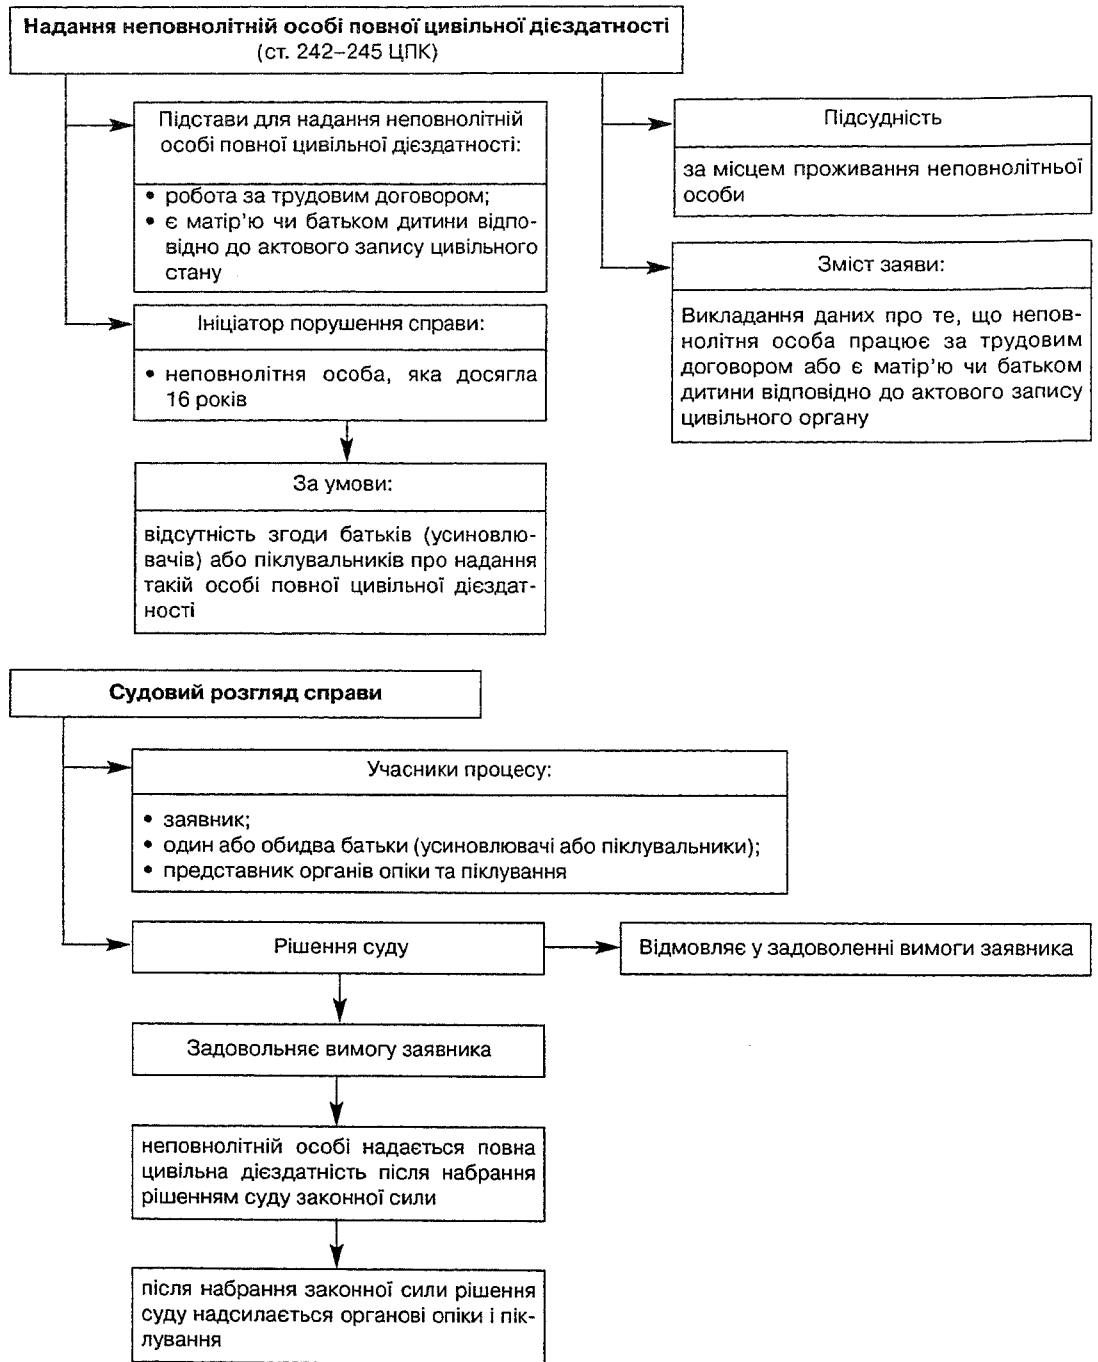 Надання неповнолітній особі повної цивільної дієздатності
(ст. 242–245 ЦПК)
Підстави для надання неповнолітній
особі повної цивільної дієздатності:
• робота за трудовим договором;
• є матір’ю чи батьком дитини відпо-
відно до актового запису цивільного
стану
Ініціатор порушення справи:
• неповнолітня особа, яка досягла
16 років
За умови:
відсутність згоди батьків (усиновлю-
вачів) або піклувальників про надання
такій особі повної цивільної дієздат-
ності
Підсудність
за місцем проживання неповнолітньої
особи
Зміст заяви:
Викладання даних про те, що непов-
нолітня особа працює за трудовим
договором або є матір’ю чи батьком
дитини відповідно до актового запису
цивільного органу
Судовий розгляд справи
Учасники процесу:
• заявник;
• один або обидва батьки (усиновлювачі або піклувальники);
• представник органів опіки та піклування
Рішення суду
Відмовляє у задоволенні вимоги заявника
Задовольняє вимогу заявника
неповнолітній особі надається повна
цивільна дієздатність після набрання
рішенням суду законної сили
після набрання законної сили рішення
суду надсилається органові опіки і пік-
лування